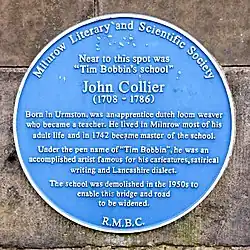 Milnrow Literary and Scientific Society
Near to this spot was
"Tim Bobbin's school"
John Collier
(1708 - 1786)
Born in Urmston, was an apprentice dutch loom weaver
who became a teacher. He lived in Milnrow most of his
adult life and in 1742 became master of the school.
Under the pen name of "Tim Bobbin", he was an
accomplished artist famous for his caricatures, satirical
writing and Lancashire dialect.
The school was demolished in the 1950s to
enable this bridge and road
to be widened.
R.M.B.C.